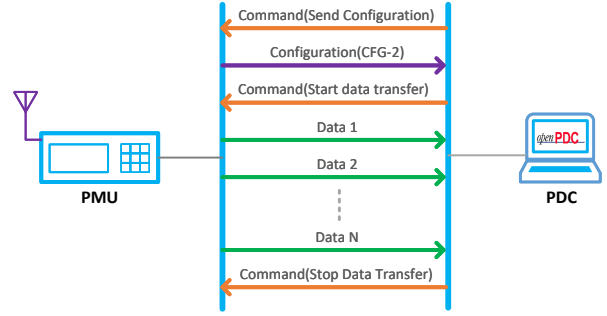 Command(Send Configuration)
Configuration(CFG-2)
Command(Start data transfer)
Data 1
openPDC
Data 2
PMU
PDC
Data N
Command(Stop Data Transfer)